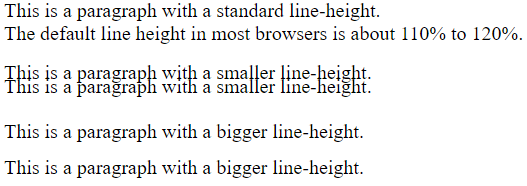 This is a paragraph with a standard line-height.
The default line height in most browsers is about 110% to 120%.
This is a paragraph with a smaller line-height.
This is a paragraph with a smaller line-height.
This is a paragraph with a bigger line-height.
This is a paragraph with a bigger line-height.